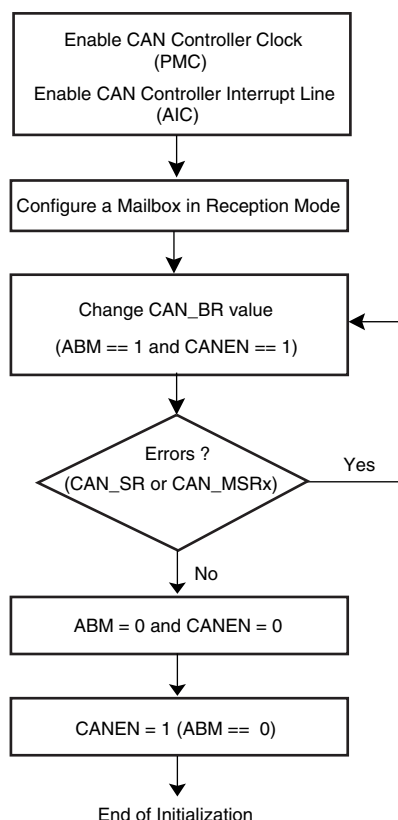 Enable CAN Controller Clock
(PMC)
Enable CAN Controller Interrupt Line
(AIC)
Configure a Mailbox in Reception Mode
Change CAN_BR value
(ABM == 1 and CANEN == 1)
Errors ?
(CAN_SR or CAN_MSRx)
Yes
No
ABM = 0 and CANEN = 0
CANEN = 1 (ABM == 0)
End of Initialization